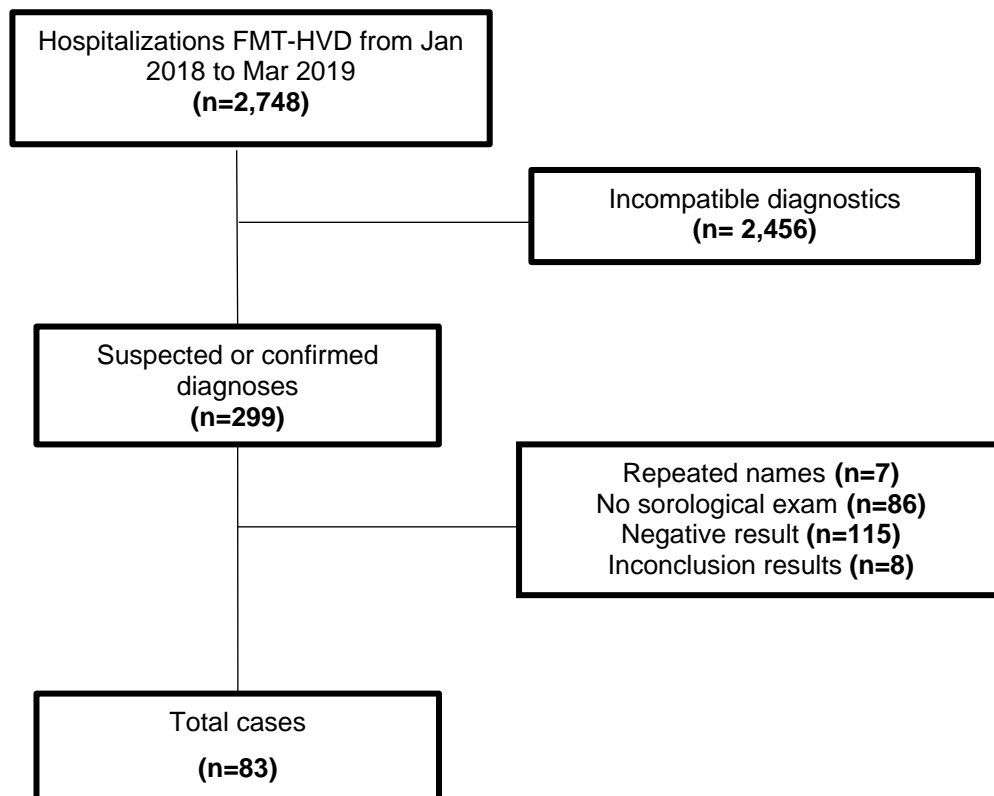 Hospitalizations FMT-HVD from Jan
2018 to Mar 2019
(n=2,748)
Incompatible diagnostics
(n= 2,456)
Suspected or confirmed
diagnoses
(n=299)
Repeated names (n=7)
No sorological exam (n=86)
Negative result (n=115)
Inconclusion results (n=8)
Total cases
(n=83)